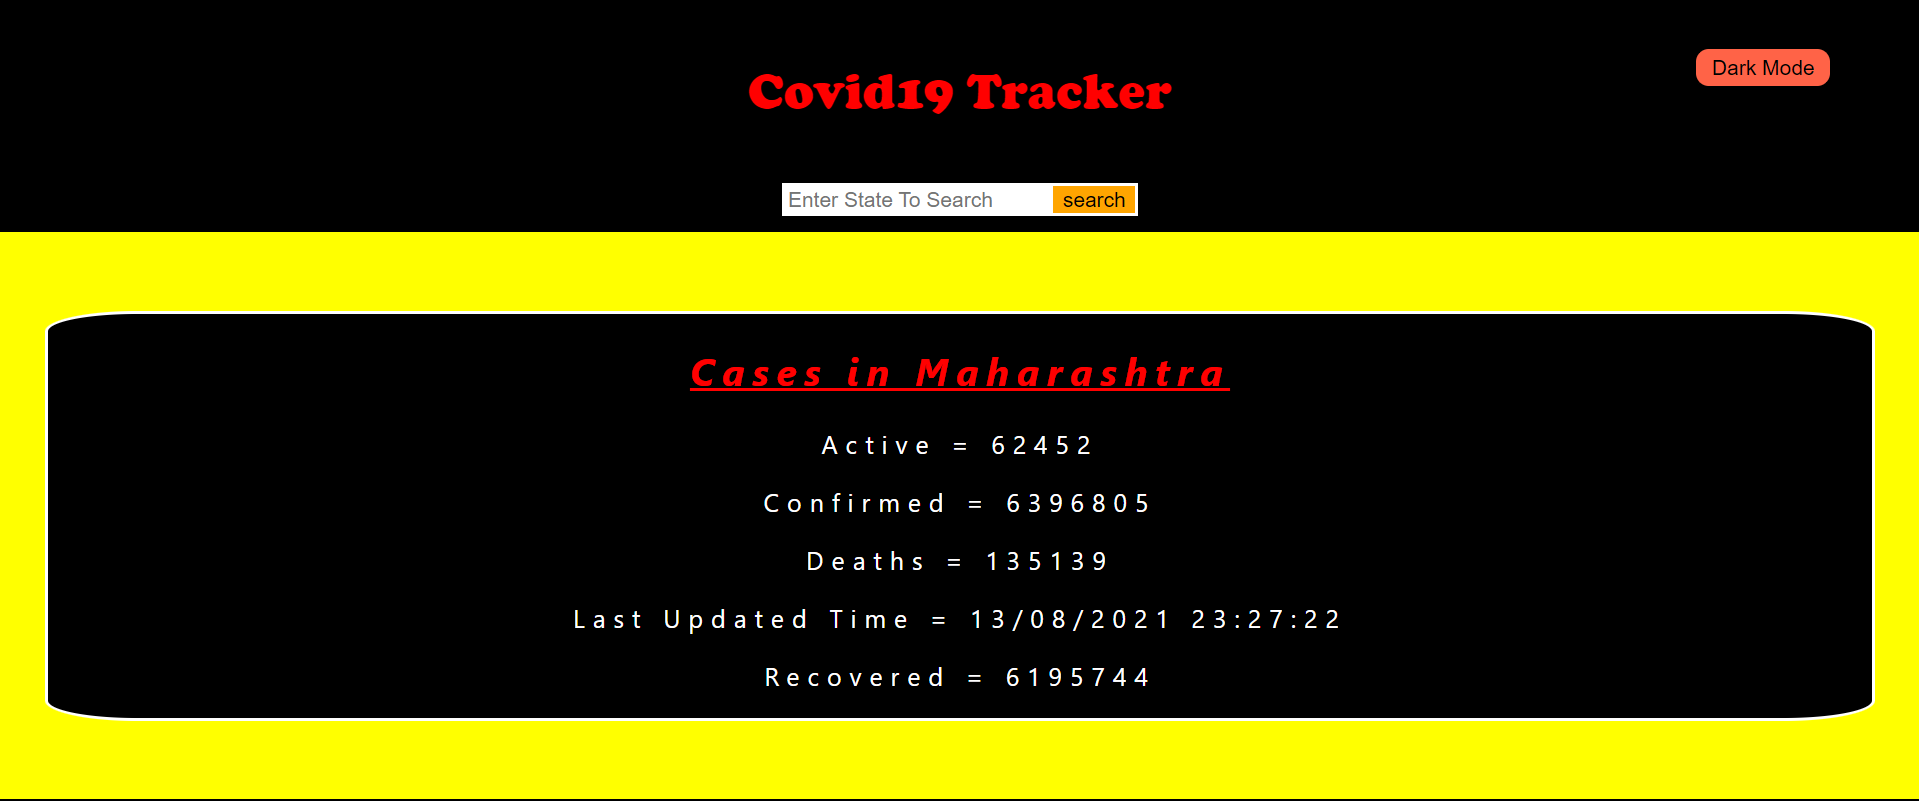 Dark Mode
Covid19 Tracker
Enter State To Search search
Cases in Maharashtra
Active = 62452
Confirmed = 6396805
Deaths = 135139
Last Updated Time = 13/08/2021 23:27:22
Recovered = 6195744